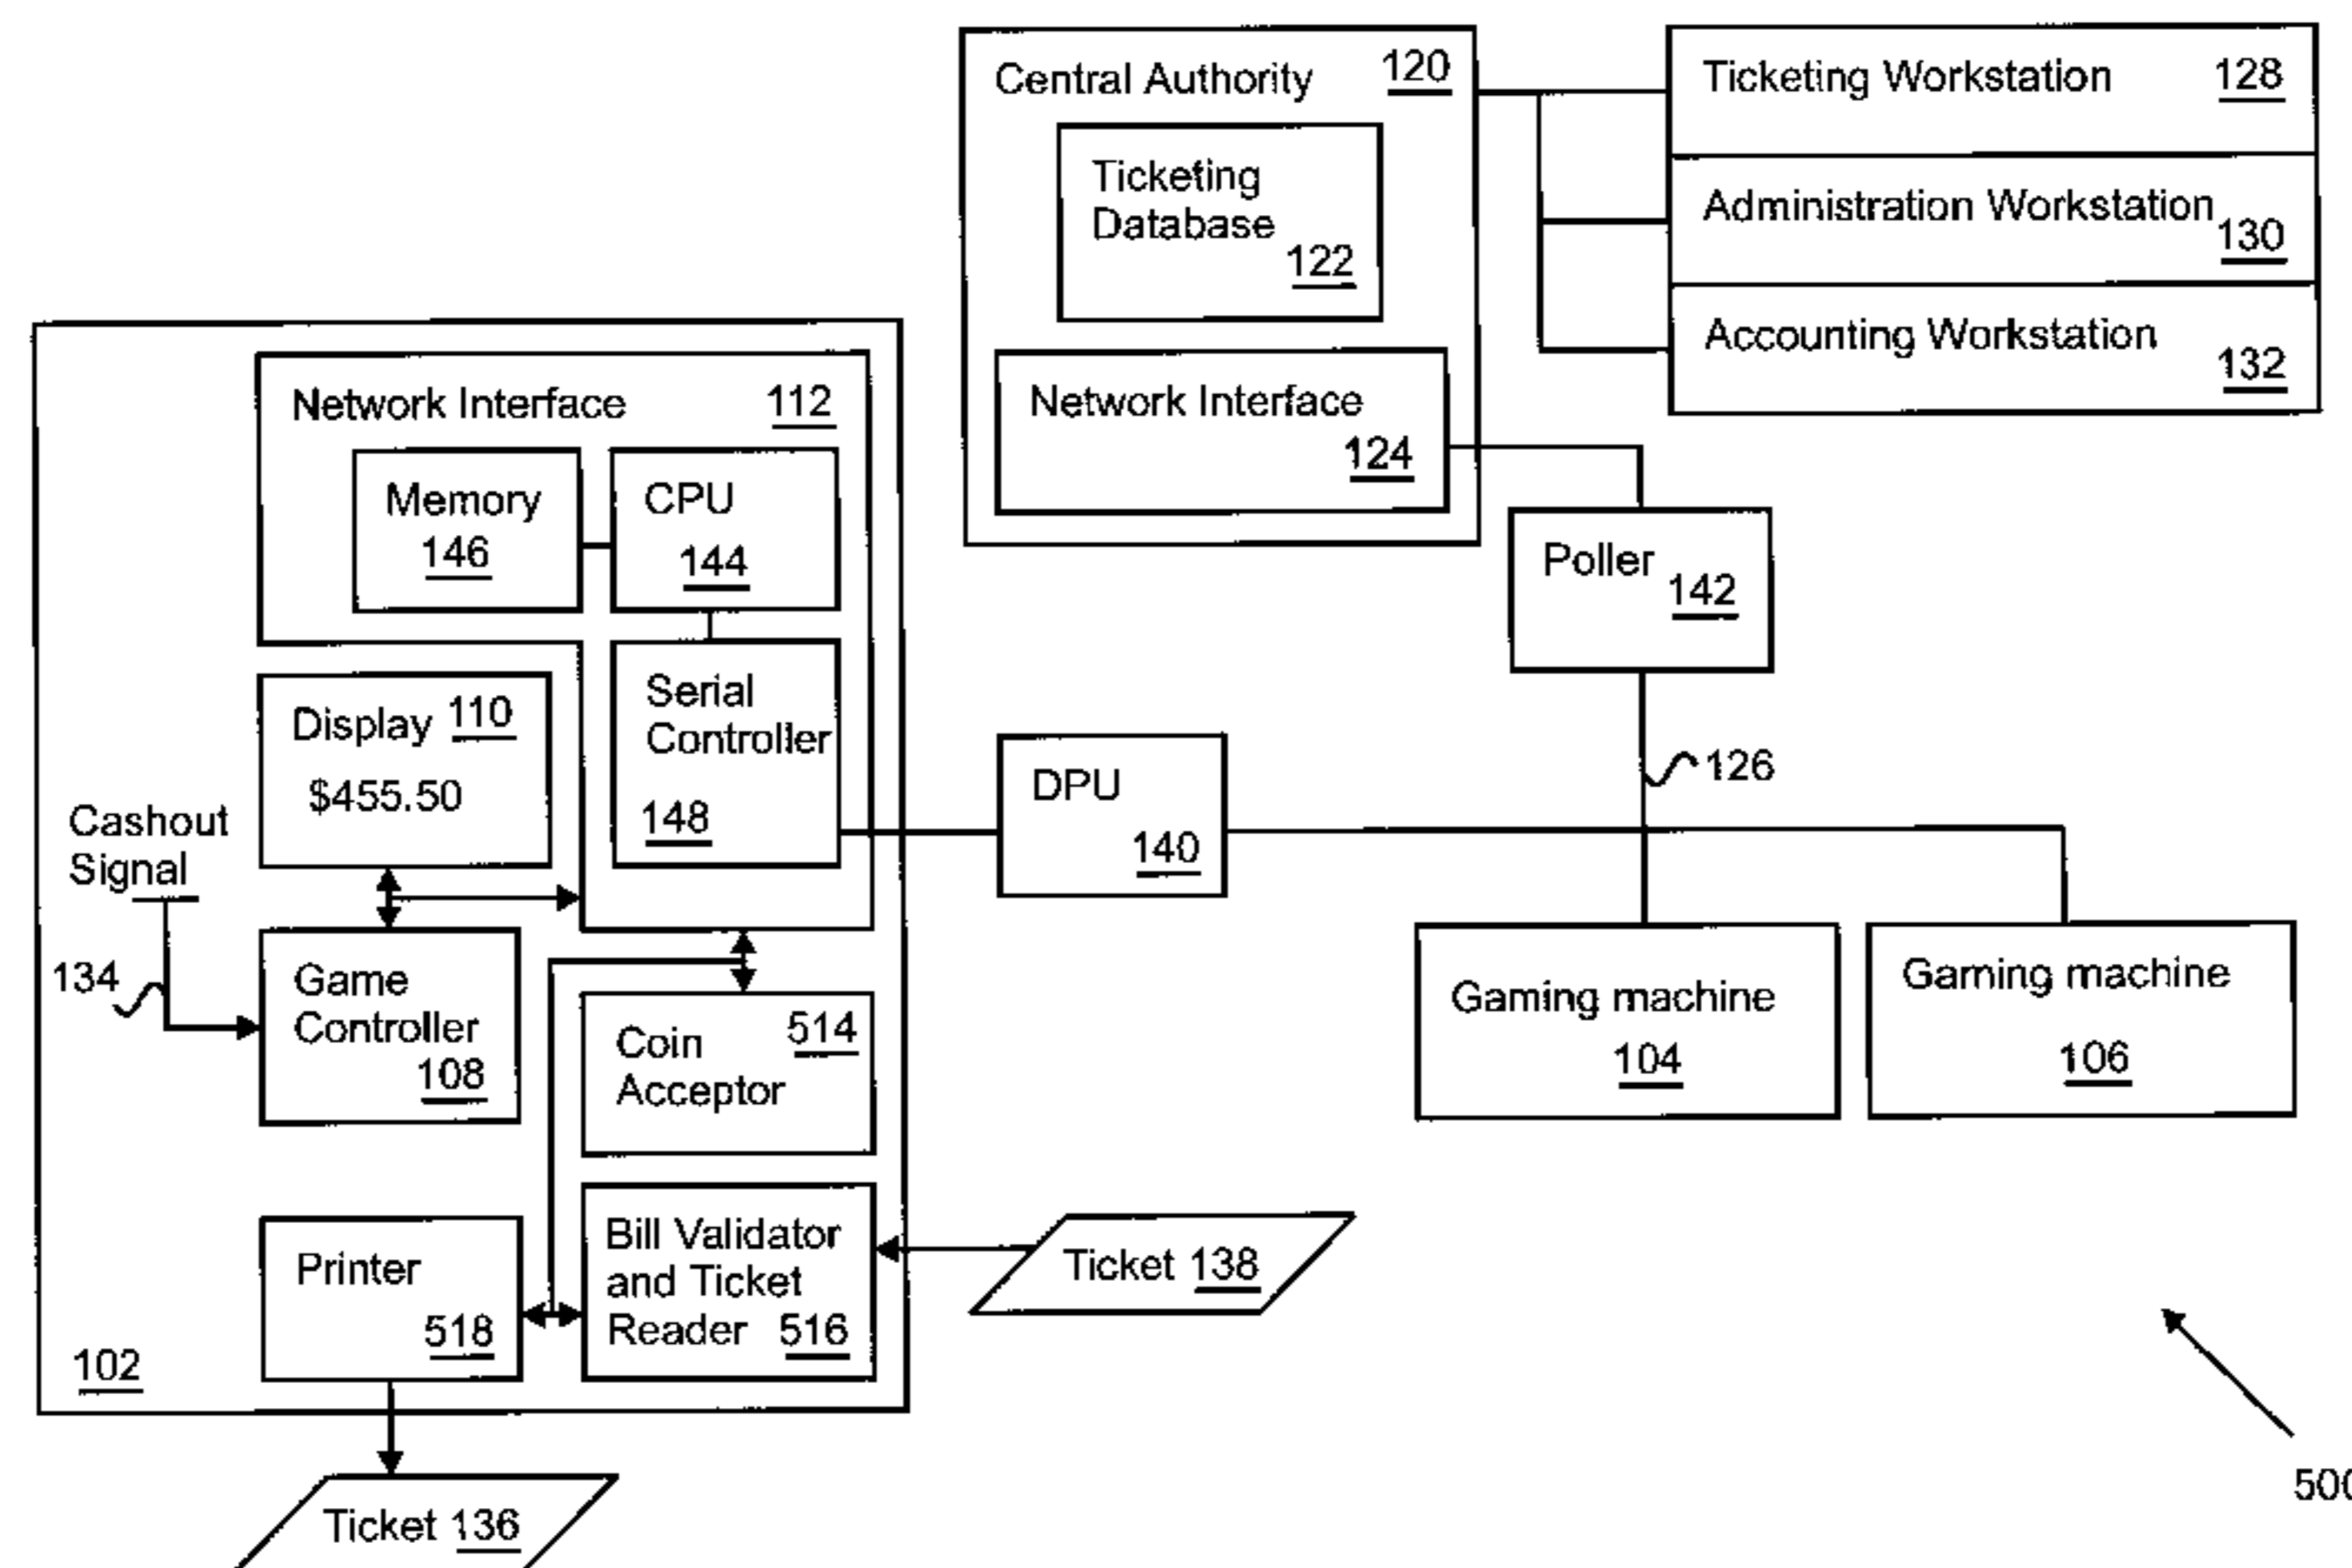 Central Authority 120
Ticketing
Database
122
Network Interface
124
Ticketing Workstation 128
Administration Workstation
130
Accounting Workstation
132
Poller 142
126
Network Interface 112
Memory
146
CPU
144
Serial
Controller
148
Display 110
$455.50
Cashout
Signal
134
Game
Controller
108
Coin 514
Acceptor
Printer
518
Bill Validator
and Ticket
Reader 516
102
DPU
140
Gaming machine
104
Gaming machine
106
Ticket 138
Ticket 136
500